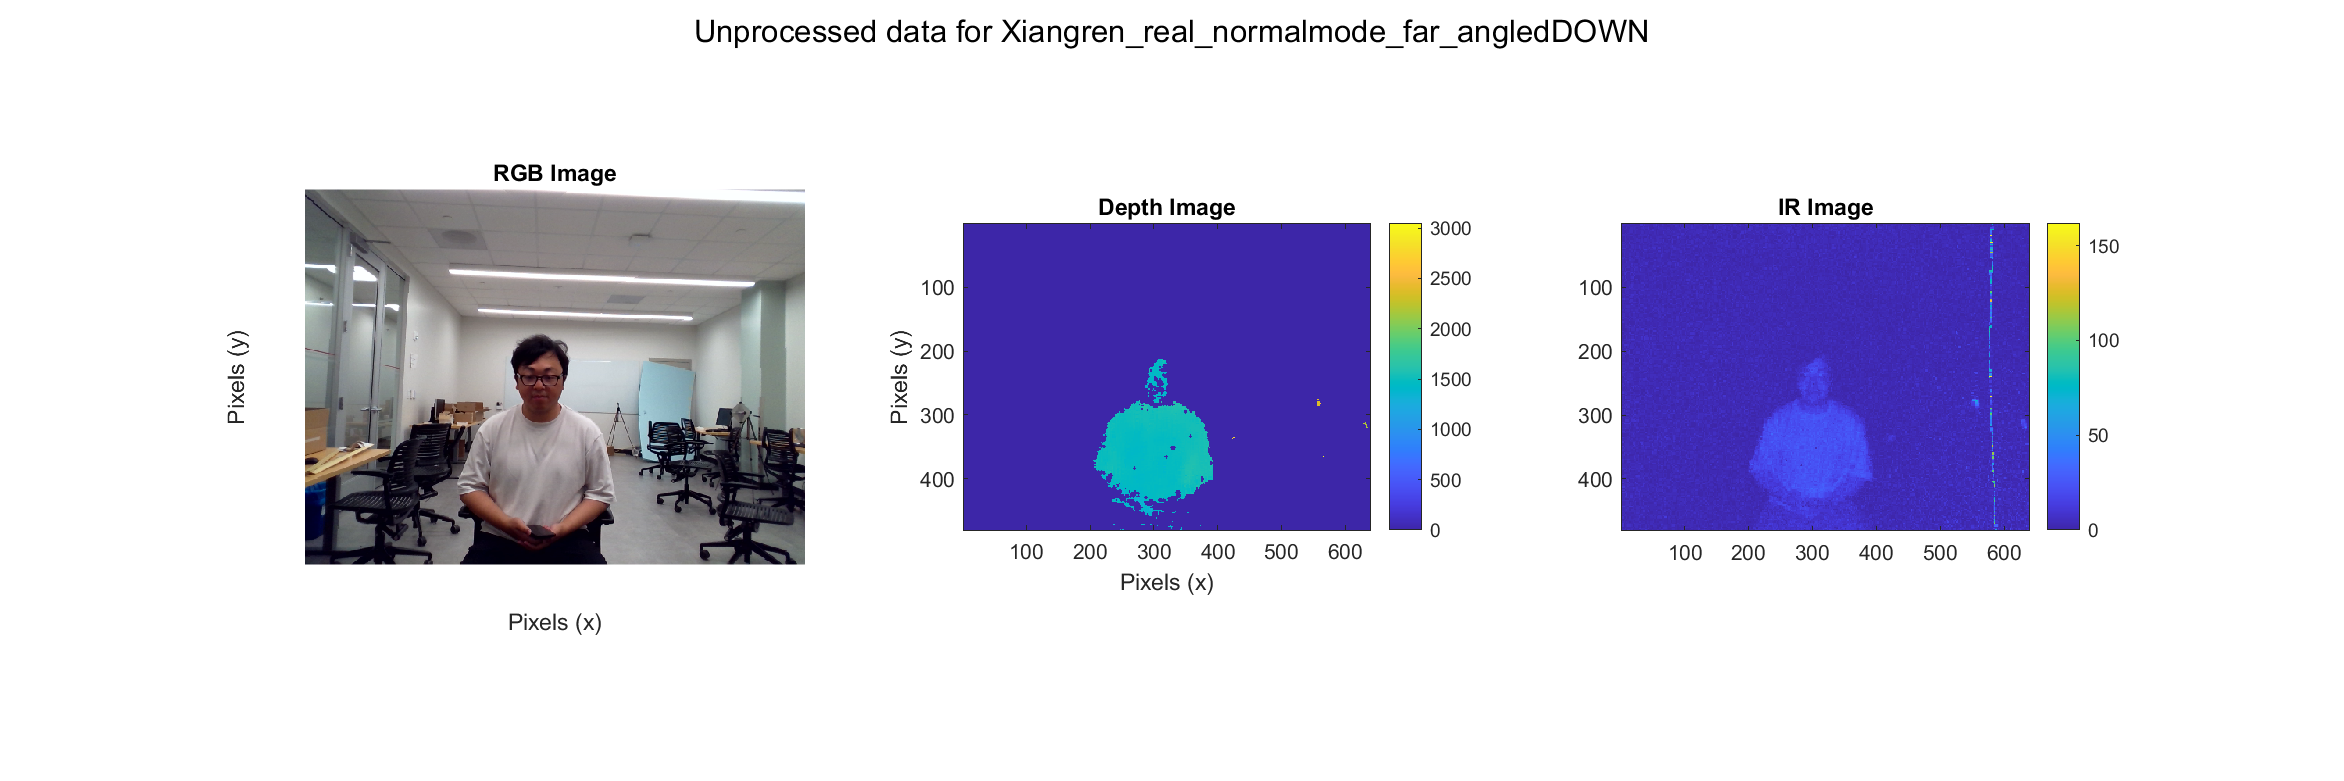 Unprocessed data for Xiangren_real_normalmode_far_angledDOWN
RGB Image
Pixels (y)
Pixels (x)
Depth Image
Pixels (y)
100
200
300
400
100 200 300 400 500 600
Pixels (x)
3000
2500
2000
1500
1000
500
0
IR Image
100
200
300
400
100 200 300 400 500 600
150
100
50
0